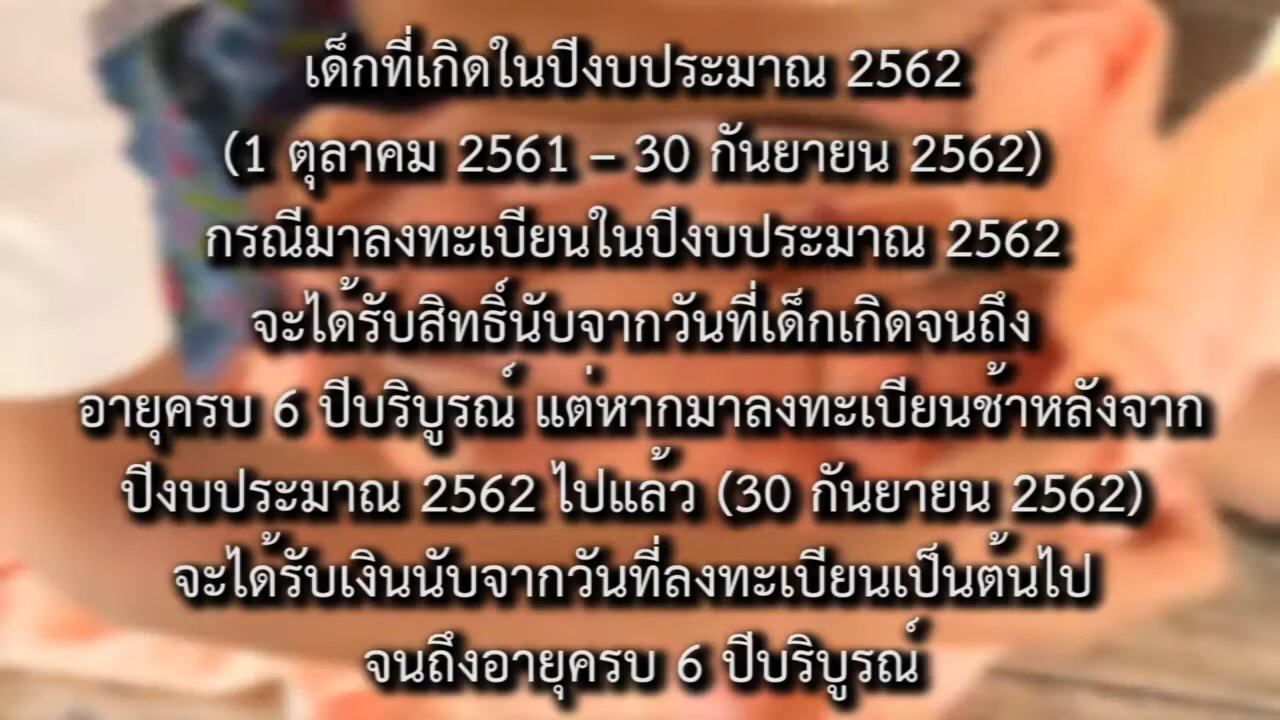 เด็กที่เกิดในปีงบประมาณ 2562
(1 ตุลาคม 2561 – 30 กันยายน 2562)
กรณีมาลงทะเบียนในปีงบประมาณ 2562
จะได้รับสิทธิ์นับจากวันที่เด็กเกิดจนถึง
อายุครบ 6 ปีบริบูรณ์ แต่หากมาลงทะเบียนช้าหลังจาก
ปีงบประมาณ 2562 ไปแล้ว (30 กันยายน 2562)
จะได้รับเงินนับจากวันที่ลงทะเบียนเป็นต้นไป
จนถึงอายุครบ 6 ปีบริบูรณ์